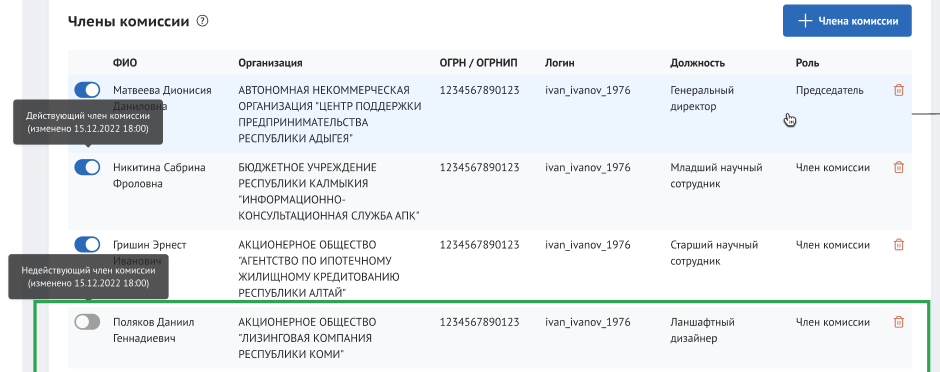 Члены комиссии ?
+ Члена комиссии
ФИО Организация ОГРН / ОГРНИП Логин Должность Роль
Матвеева Дионисия АВТОНОМНАЯ НЕКОММЕРЧЕСКАЯ 1234567890123 ivan_ivanov_1976 Генеральный Председатель
Даниловна ОРГАНИЗАЦИЯ "ЦЕНТР ПОДДЕРЖКИ директор
ПРЕДПРИНИМАТЕЛЬСТВА
РЕСПУБЛИКИ АДЫГЕЯ"
Действующий член комиссии
(изменено 15.12.2022 18:00)
Никитина Сабрина БЮДЖЕТНОЕ УЧРЕЖДЕНИЕ 1234567890123 ivan_ivanov_1976 Младший научный Член комиссии
Фроловна РЕСПУБЛИКИ КАЛМЫКИЯ сотрудник
"ИНФОРМАЦИОННО-
КОНСУЛЬТАЦИОННАЯ СЛУЖБА АПК"
Гришин Эрнест АКЦИОНЕРНОЕ ОБЩЕСТВО 1234567890123 ivan_ivanov_1976 Старший научный Член комиссии
Иванович "АГЕНТСТВО ПО ИПОТЕЧНОМУ сотрудник
ЖИЛИЩНОМУ КРЕДИТОВАНИЮ
РЕСПУБЛИКИ АЛТАЙ"
Недействующий член комиссии
(изменено 15.12.2022 18:00)
Поляков Даниил АКЦИОНЕРНОЕ ОБЩЕСТВО 1234567890123 ivan_ivanov_1976 Ланшафтный Член комиссии
Геннадиевич "ЛИЗИНГОВАЯ КОМПАНИЯ дизайнер
РЕСПУБЛИКИ КОМИ"